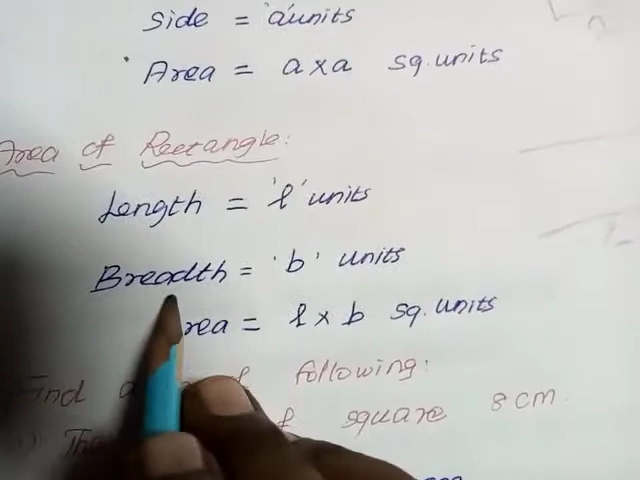 Side = 'a' units
Area = a x a sq. units
Area of Rectangle:
Length = 'l' units
Breadth = 'b' units
rea = l x b sq. units
Find following:
square 8 cm